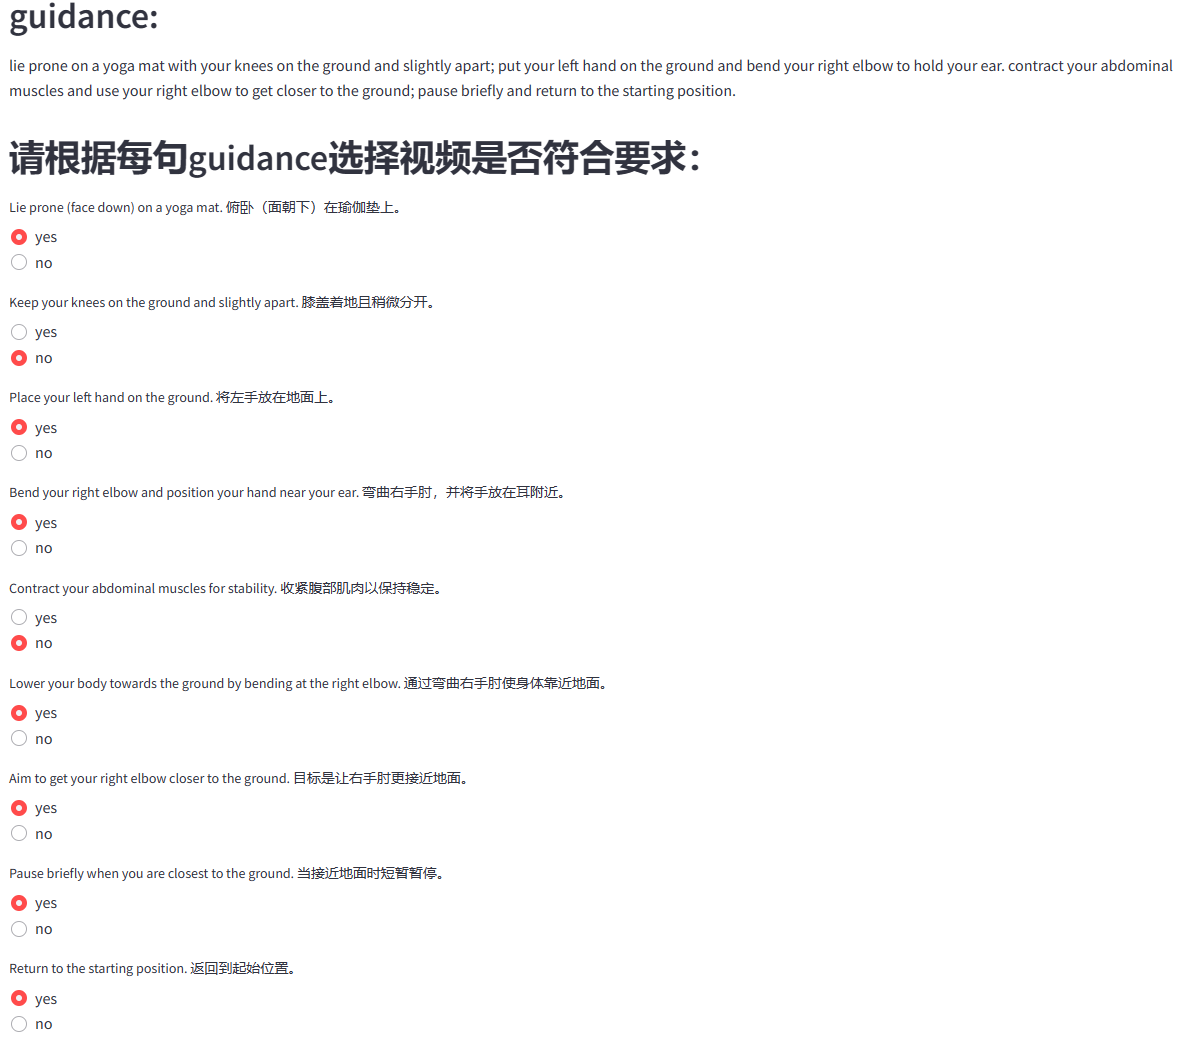 guidance:
lie prone on a yoga mat with your knees on the ground and slightly apart; put your left hand on the ground and bend your right elbow to hold your ear. contract your abdominal
muscles and use your right elbow to get closer to the ground; pause briefly and return to the starting position.
请根据每句guidance选择视频是否符合要求：
Lie prone (face down) on a yoga mat. 俯卧（面朝下）在瑜伽垫上。
yes
no
Keep your knees on the ground and slightly apart. 膝盖着地且稍微分开。
yes
no
Place your left hand on the ground. 将左手放在地面上。
yes
no
Bend your right elbow and position your hand near your ear. 弯曲右手肘，并将手放在耳附近。
yes
no
Contract your abdominal muscles for stability. 收紧腹部肌肉以保持稳定。
yes
no
Lower your body towards the ground by bending at the right elbow. 通过弯曲右手肘使身体靠近地面。
yes
no
Aim to get your right elbow closer to the ground. 目标是让右手肘更接近地面。
yes
no
Pause briefly when you are closest to the ground. 当接近地面时短暂暂停。
yes
no
Return to the starting position. 返回到起始位置。
yes
no